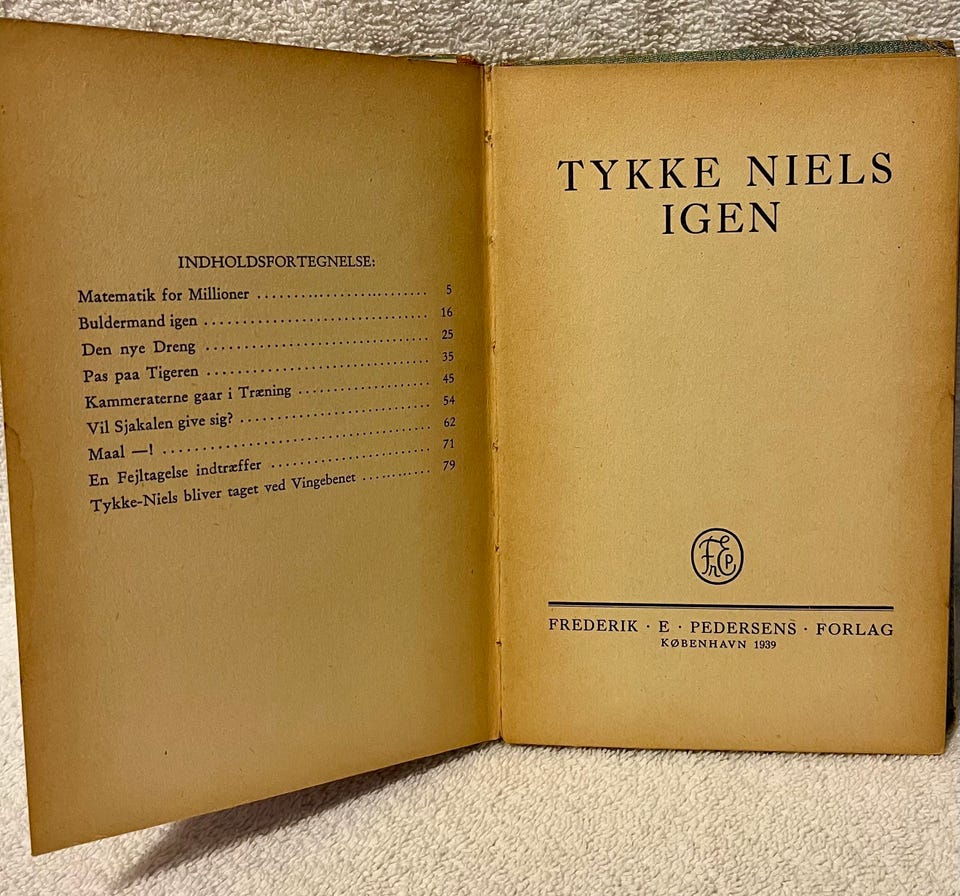 INDHOLDSFORTEGNELSE:
Matematik for Millioner ........................... 5
Buldermand igen ................................. 16
Den nye Dreng ................................. 25
Pas paa Tigeren ................................. 35
Kammeraterne gaar i Træning ................... 45
Vil Sjakalen give sig? ........................... 54
Maal —! ....................................... 62
En Fejltagelse indtræffer ....................... 71
Tykke-Niels bliver taget ved Vingebenet .......... 79
TYKKE NIELS
IGEN
FrEP
FREDERIK · E · PEDERSENS · FORLAG
KØBENHAVN 1939